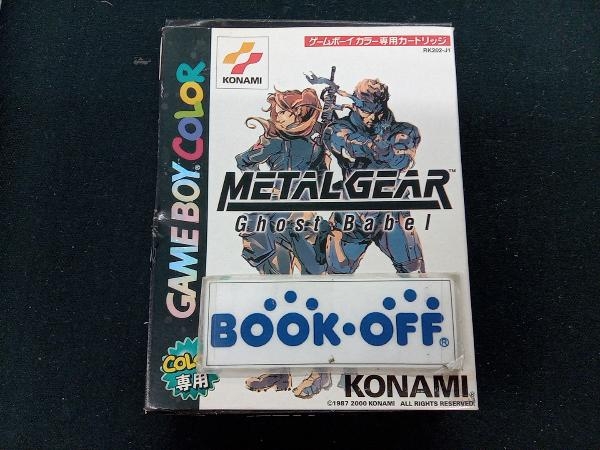 ゲームボーイカラー専用カートリッジ
RK202-J1
KONAMI
GAME BOY COLOR
METAL GEAR™
Ghost Babel
BOOK·OFF®
COLOR
専用
KONAMI®
©1987 2000 KONAMI ALL RIGHTS RESERVED.